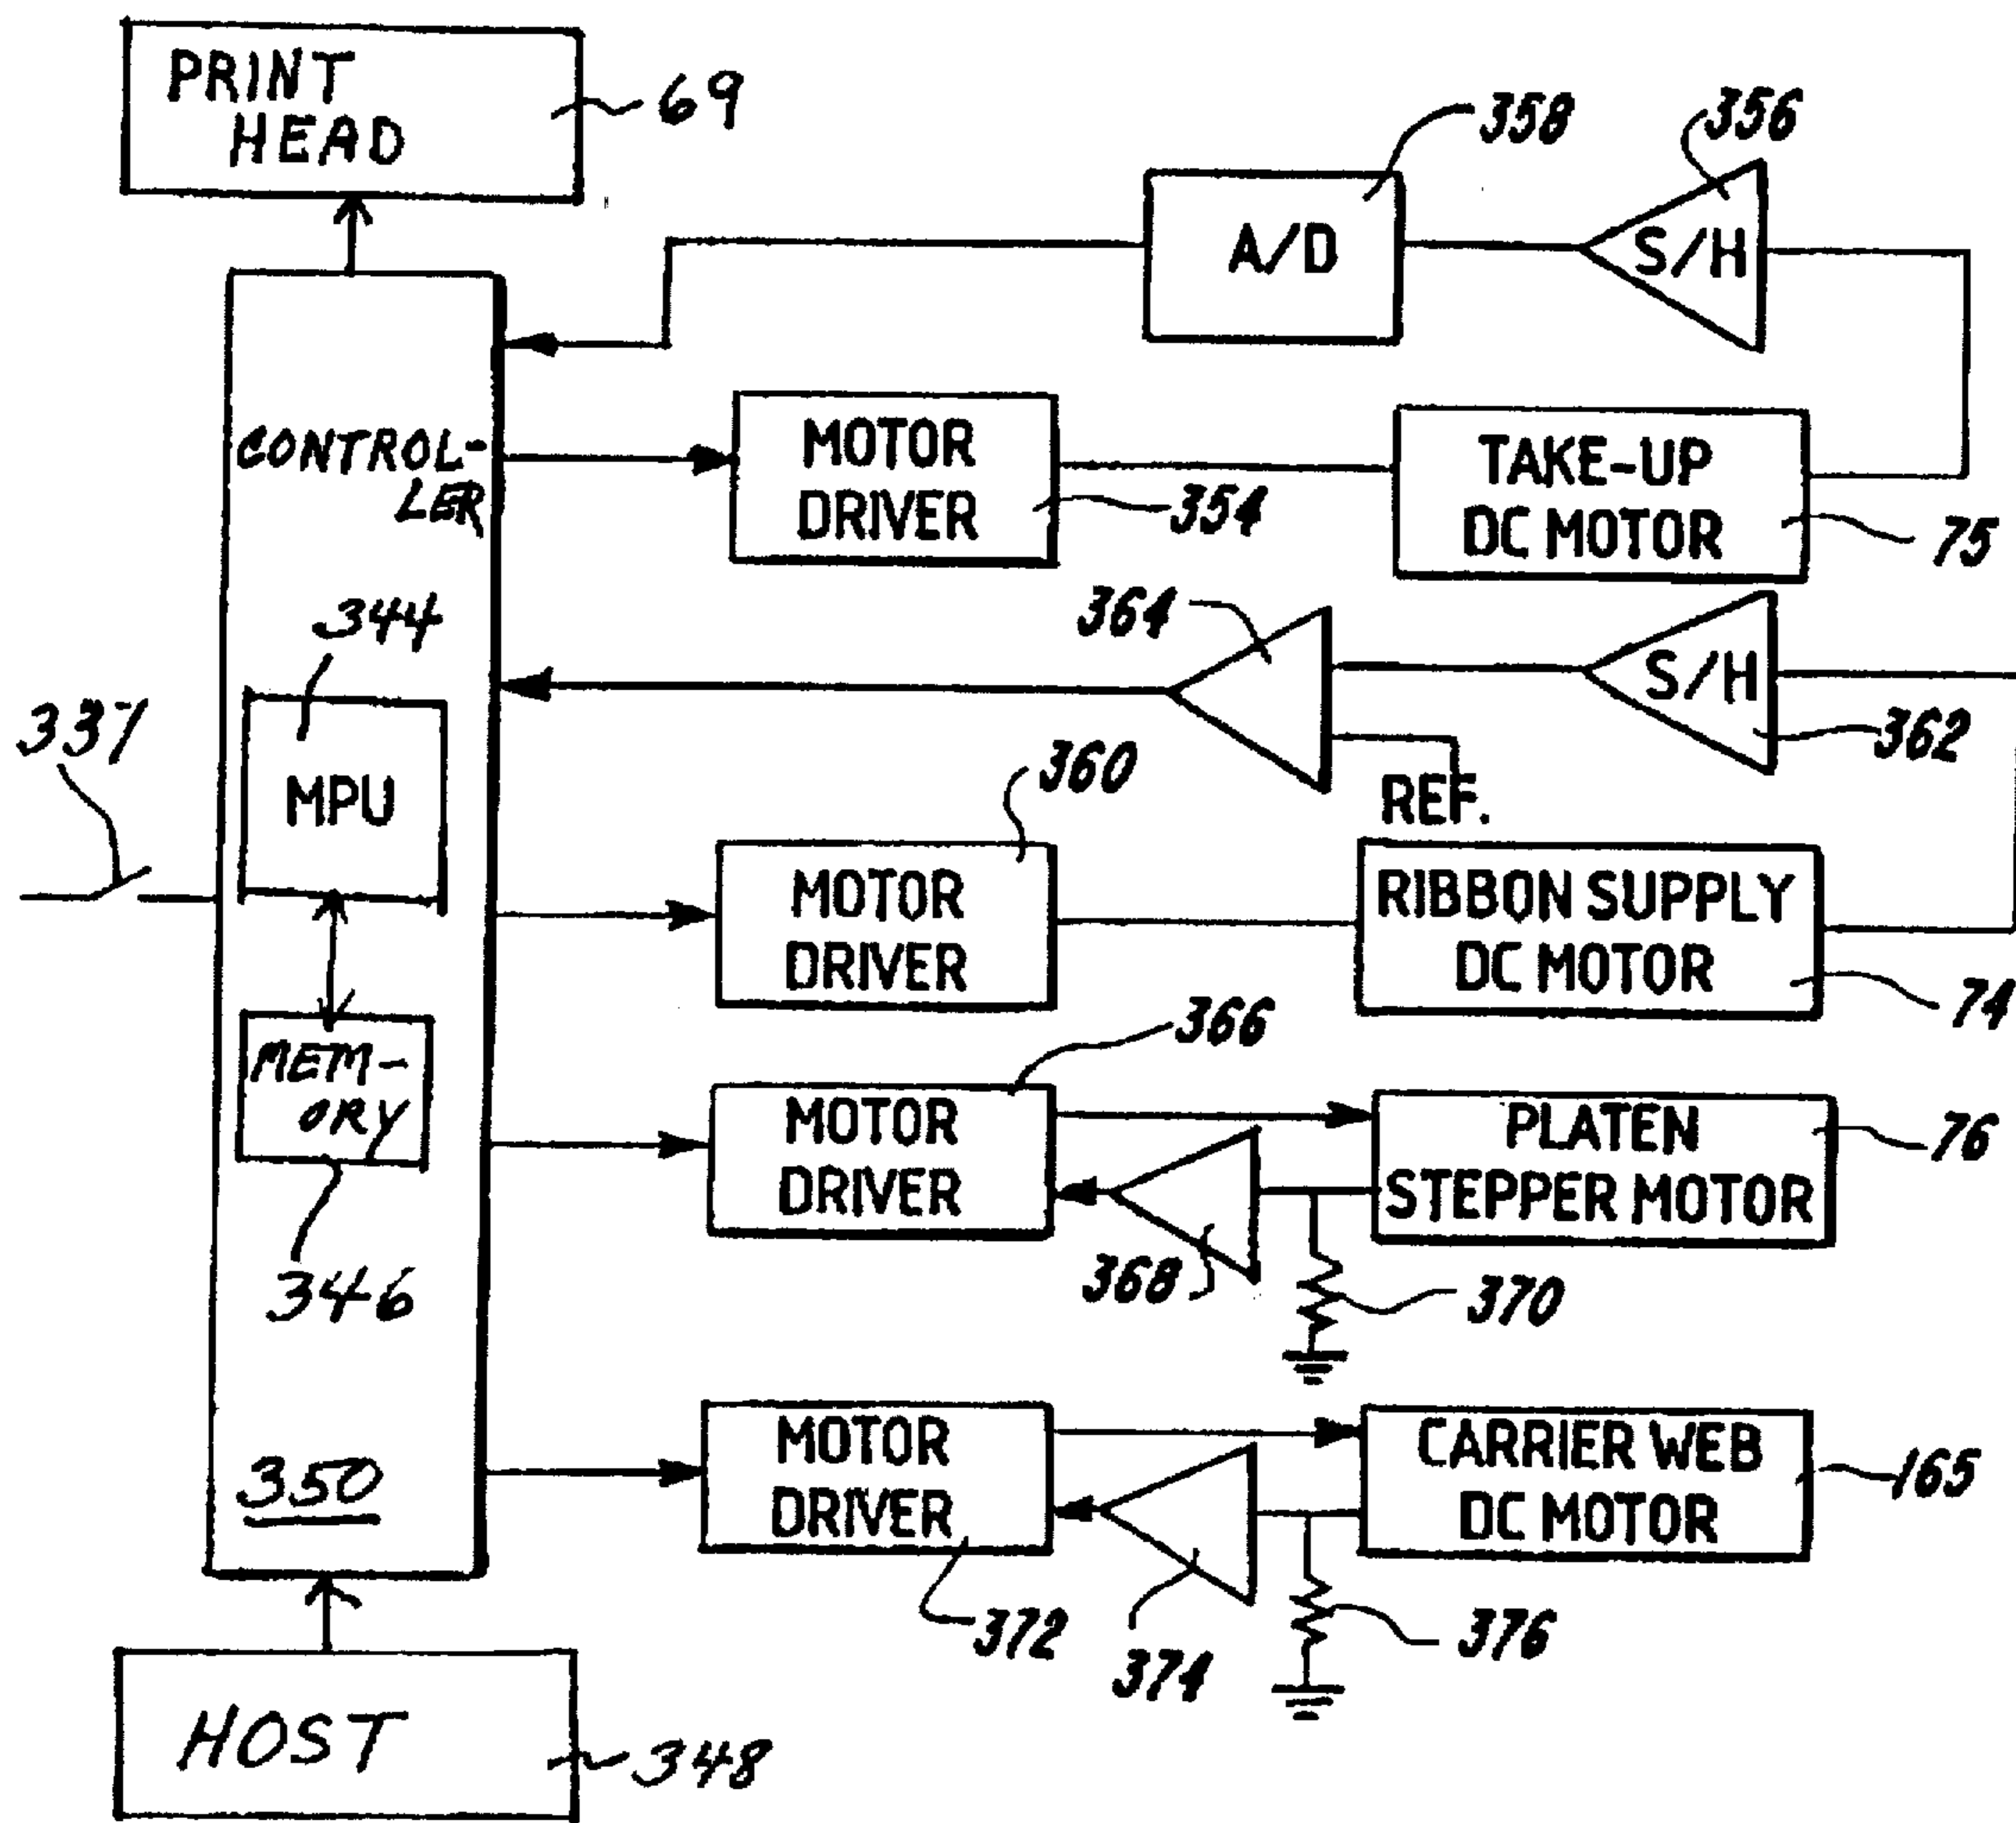 PRINT
HEAD
69
358
356
A/D
S/H
CONTROL-
LER
MOTOR
DRIVER
354
TAKE-UP
DC MOTOR
75
344
364
S/H
362
337
MPU
360
REF.
MOTOR
DRIVER
RIBBON SUPPLY
DC MOTOR
74
MEM-
ORY
346
366
MOTOR
DRIVER
PLATEN
STEPPER MOTOR
76
368
370
350
MOTOR
DRIVER
372
CARRIER WEB
DC MOTOR
165
374
376
HOST
348